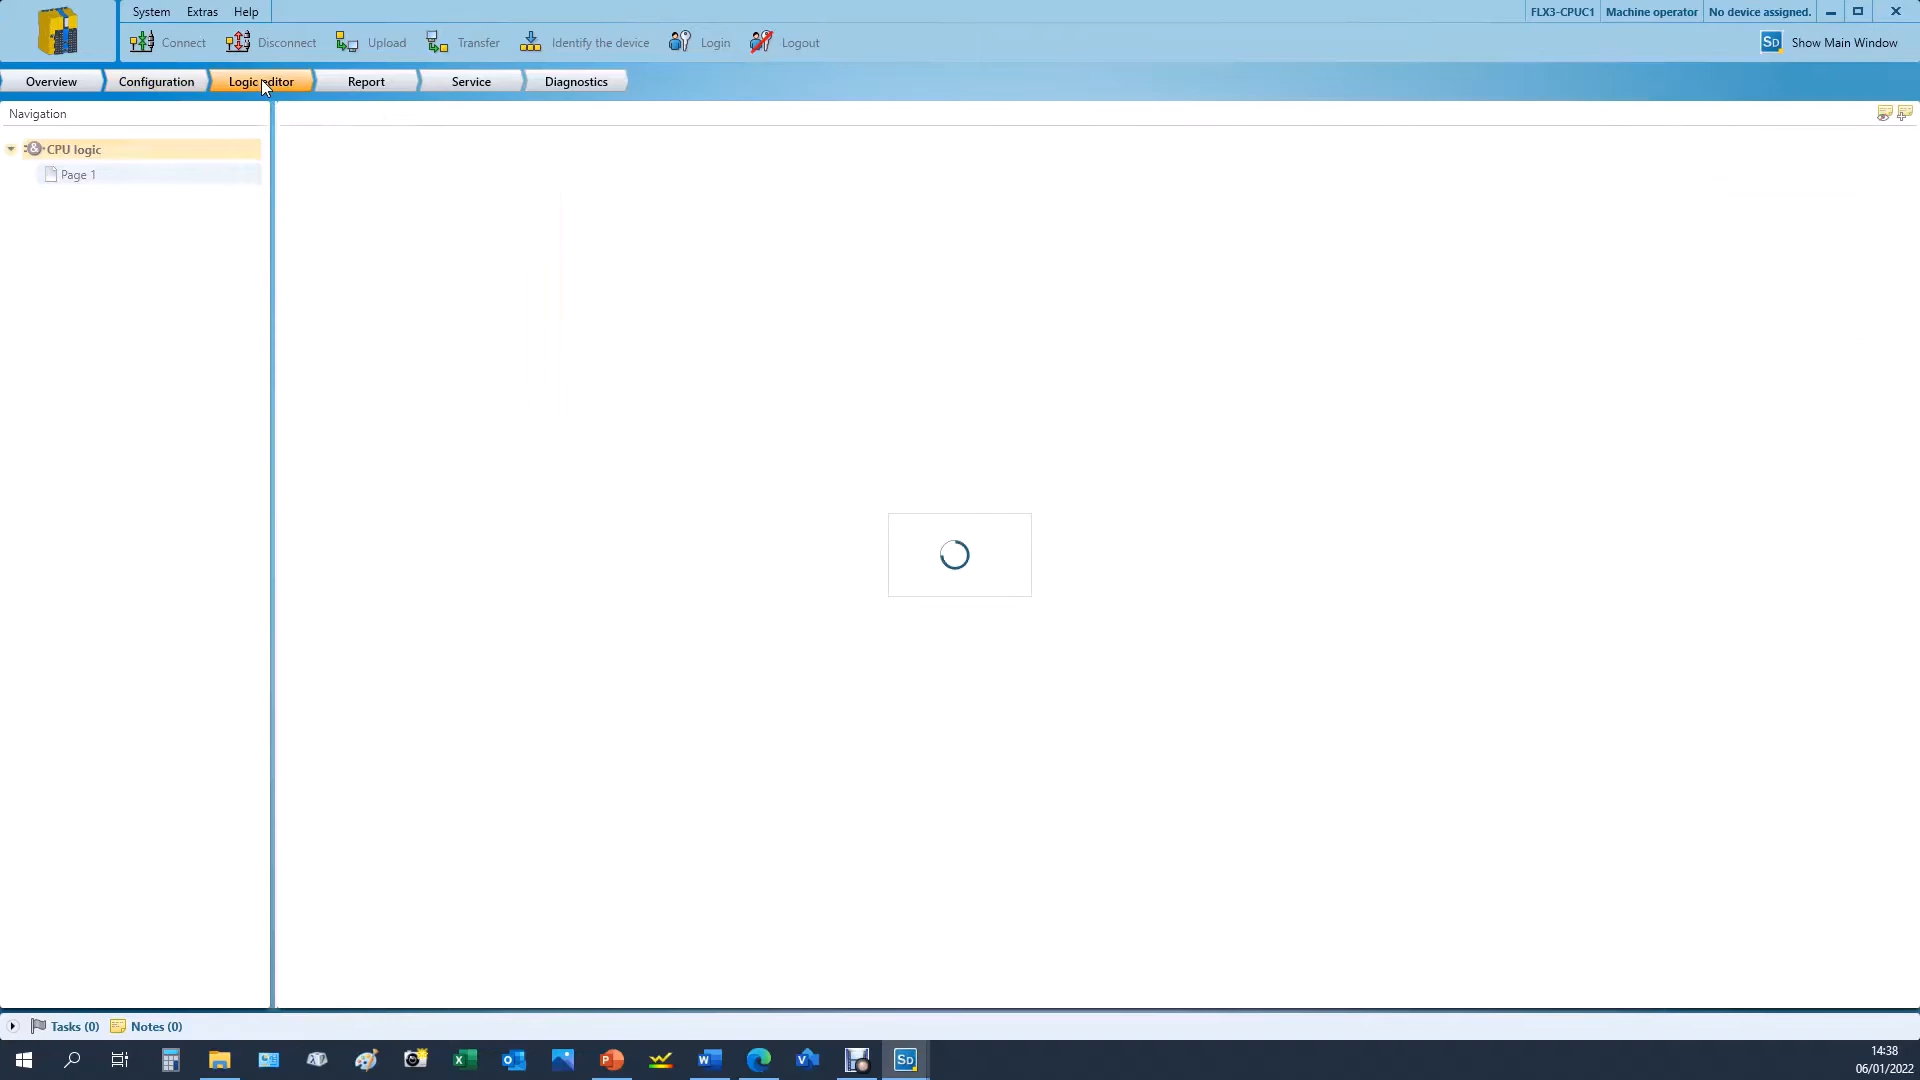 System Extras Help FLX3-CPUC1 Machine operator No device assigned.
Connect Disconnect Upload Transfer Identify the device Login Logout SD Show Main Window
Overview Configuration Logic editor Report Service Diagnostics
Navigation
& CPU logic
Page 1
Tasks (0) Notes (0)
14:38
06/01/2022